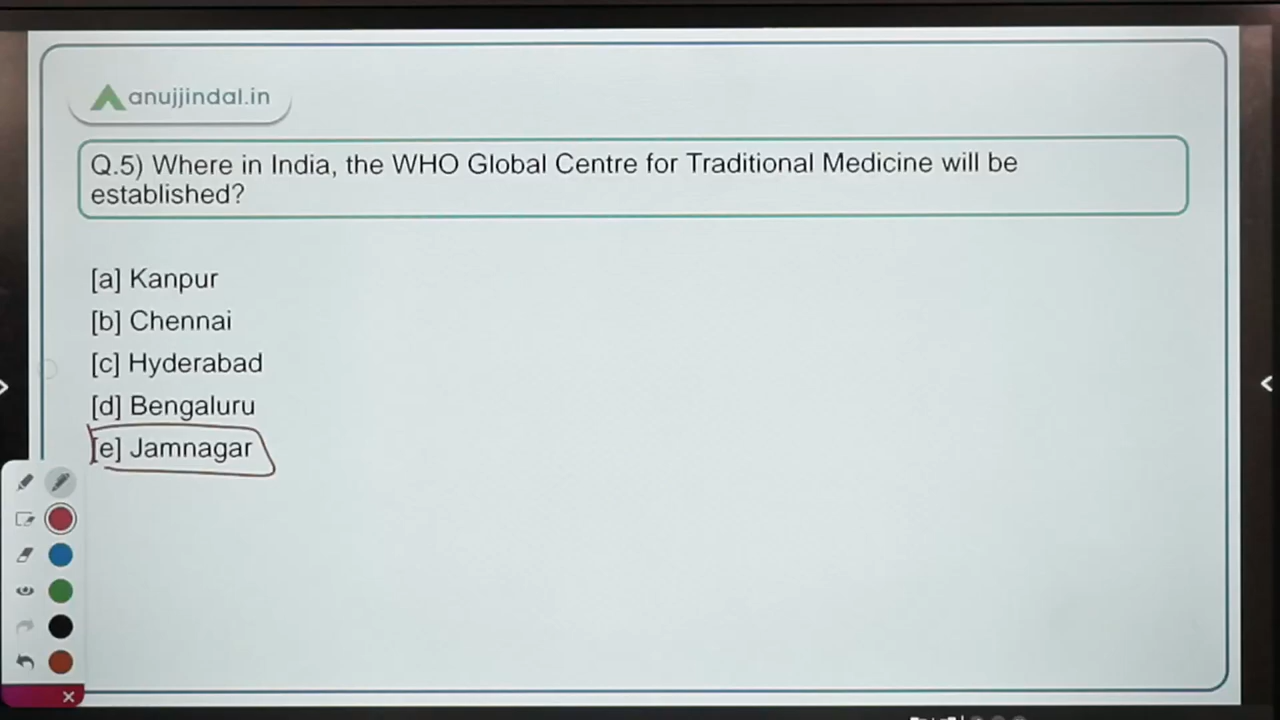 anujjindal.in
Q.5) Where in India, the WHO Global Centre for Traditional Medicine will be
established?
[a] Kanpur
[b] Chennai
[c] Hyderabad
[d] Bengaluru
[e] Jamnagar